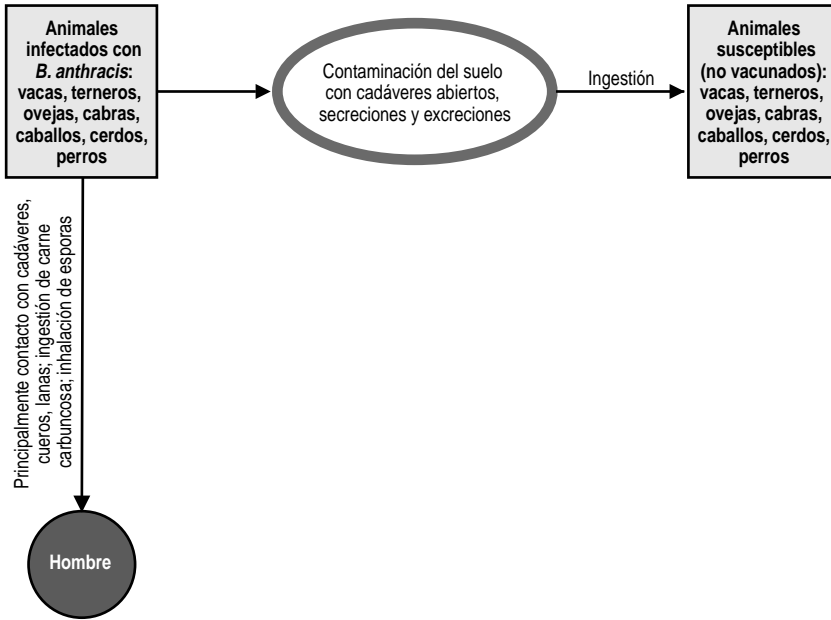 Animales
infectados con
B. anthracis:
vacas, terneros,
ovejas, cabras,
caballos, cerdos,
perros
Contaminación del suelo
con cadáveres abiertos,
secreciones y excreciones
Ingestión
Animales
susceptibles
(no vacunados):
vacas, terneros,
ovejas, cabras,
caballos, cerdos,
perros
Principalmente contacto con cadáveres,
cueros, lanas; ingestión de carne
carbuncosa; inhalación de esporas
Hombre